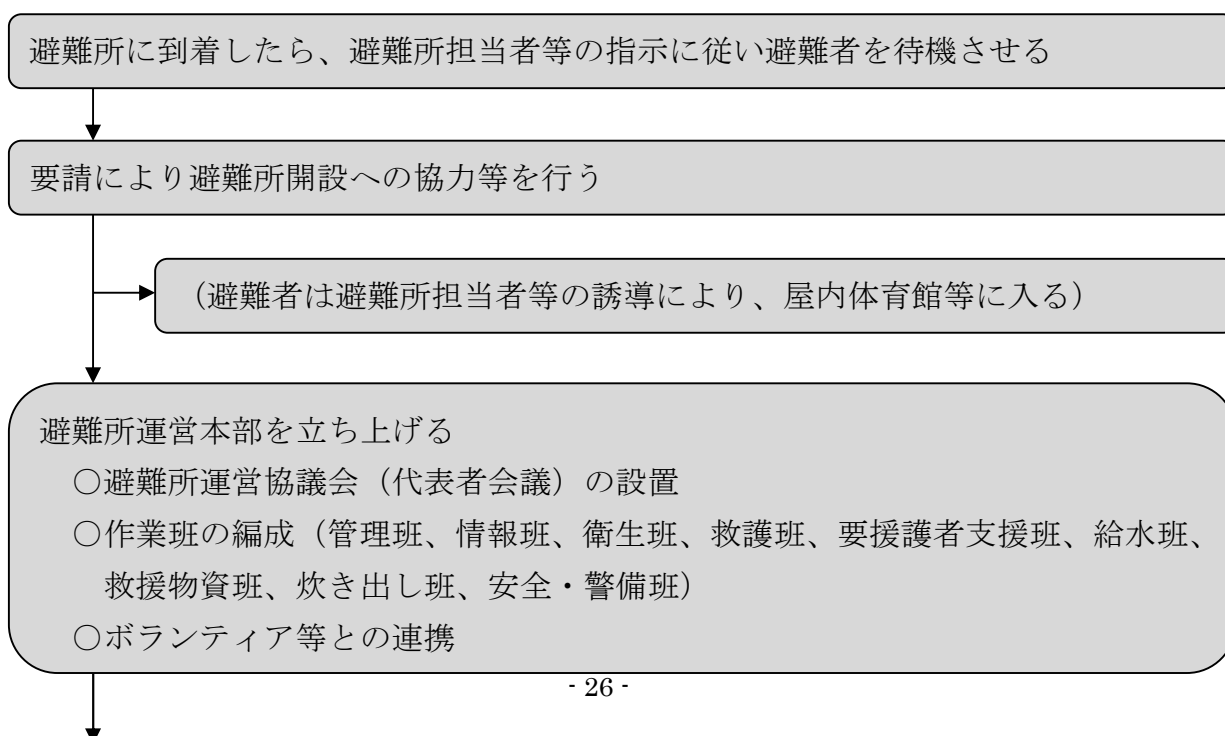 避難所に到着したら、避難所担当者等の指示に従い避難者を待機させる
要請により避難所開設への協力等を行う
（避難者は避難所担当者等の誘導により、屋内体育館等に入る）
避難所運営本部を立ち上げる
○避難所運営協議会（代表者会議）の設置
○作業班の編成（管理班、情報班、衛生班、救護班、要援護者支援班、給水班、
救援物資班、炊き出し班、安全・警備班）
○ボランティア等との連携
- 26 -